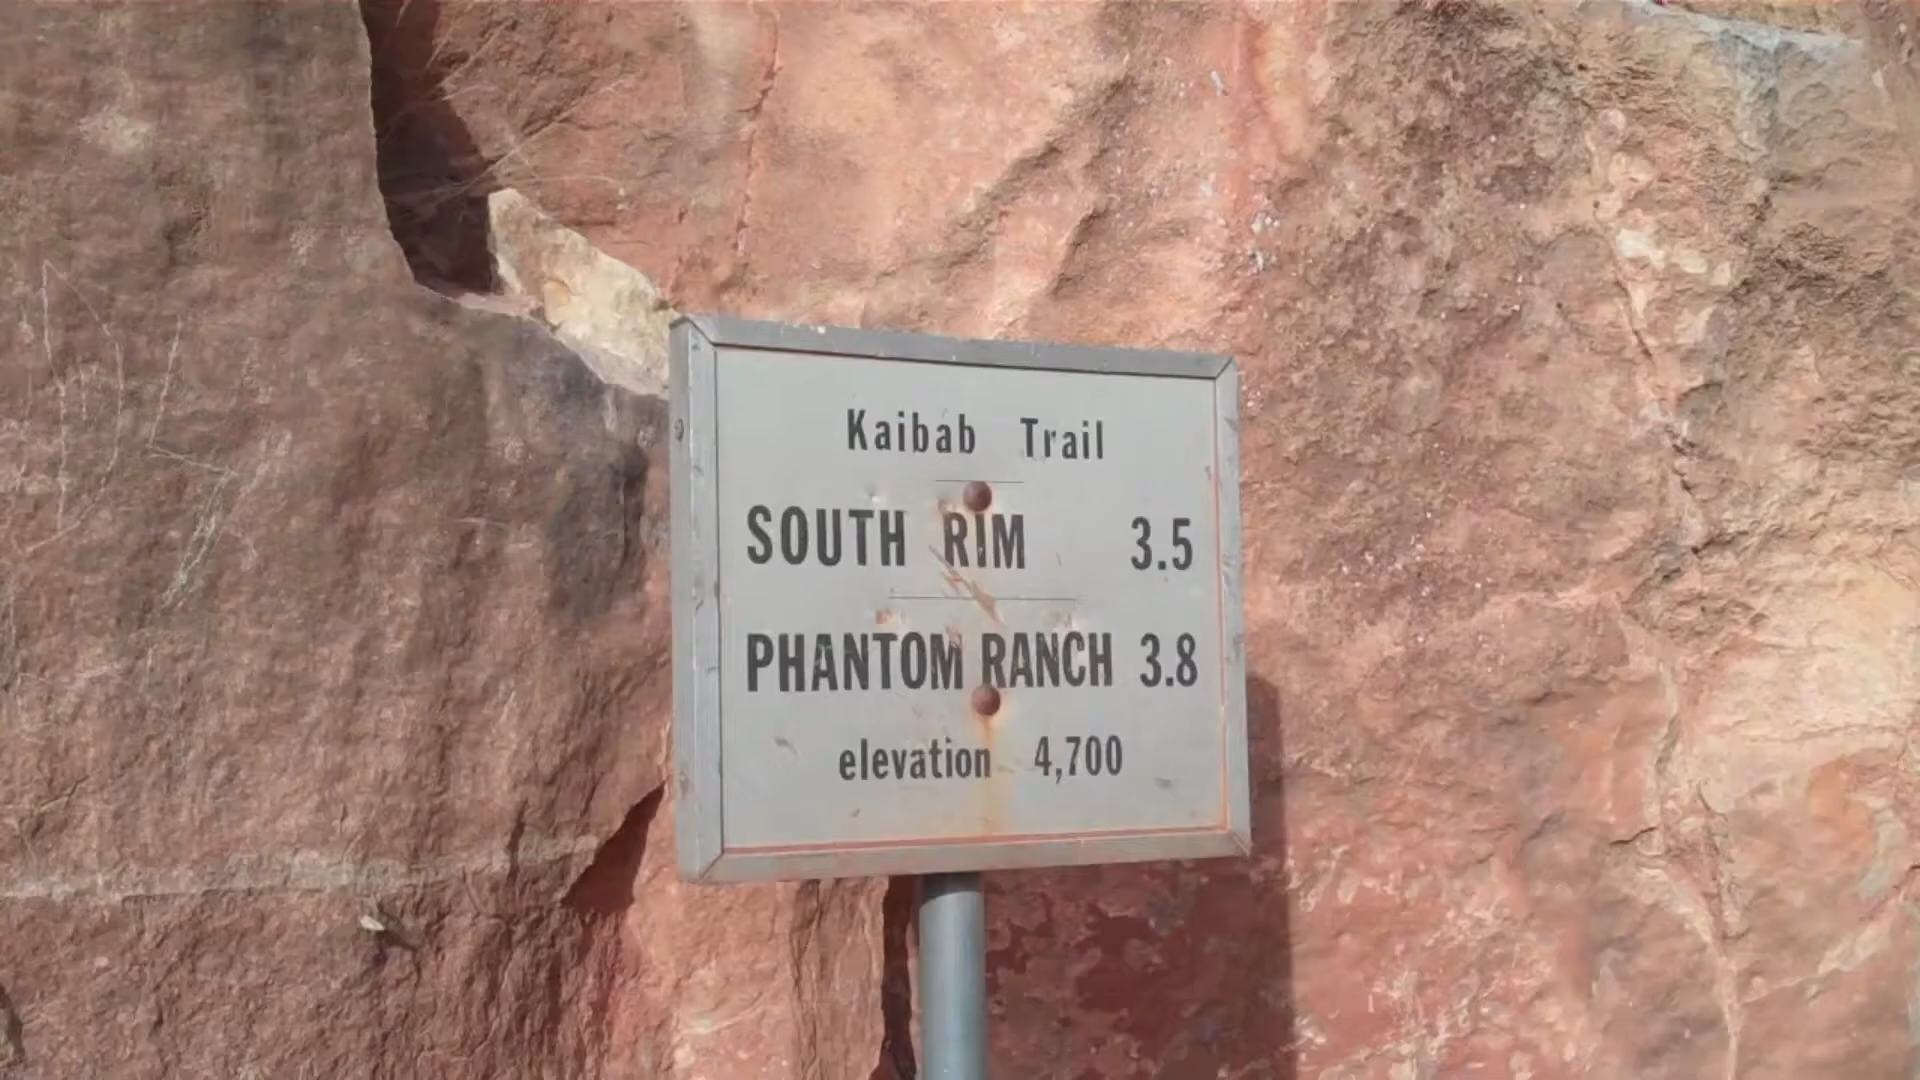 Kaibab Trail
SOUTH RIM 3.5
PHANTOM RANCH 3.8
elevation 4,700